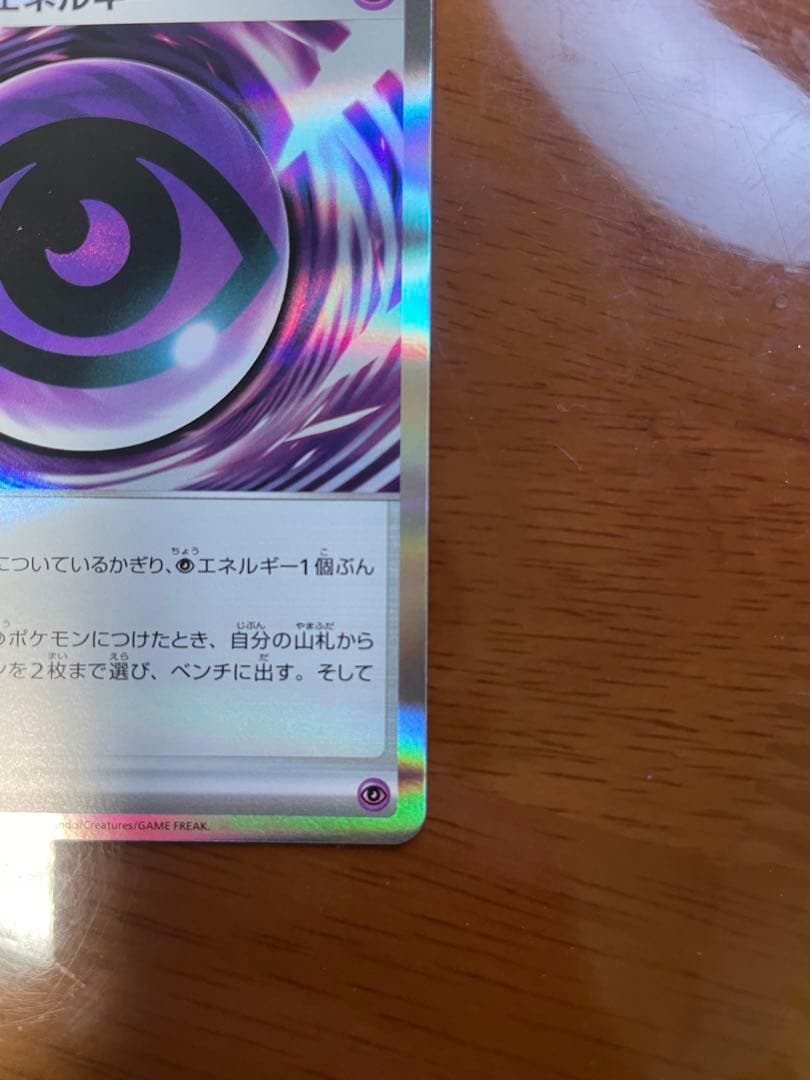 エネルギー
についているかぎり、エネルギー1個ぶん
ポケモンにつけたとき、自分の山札から
を2枚まで選び、ベンチに出す。そして
ndo/Creatures/GAME FREAK.